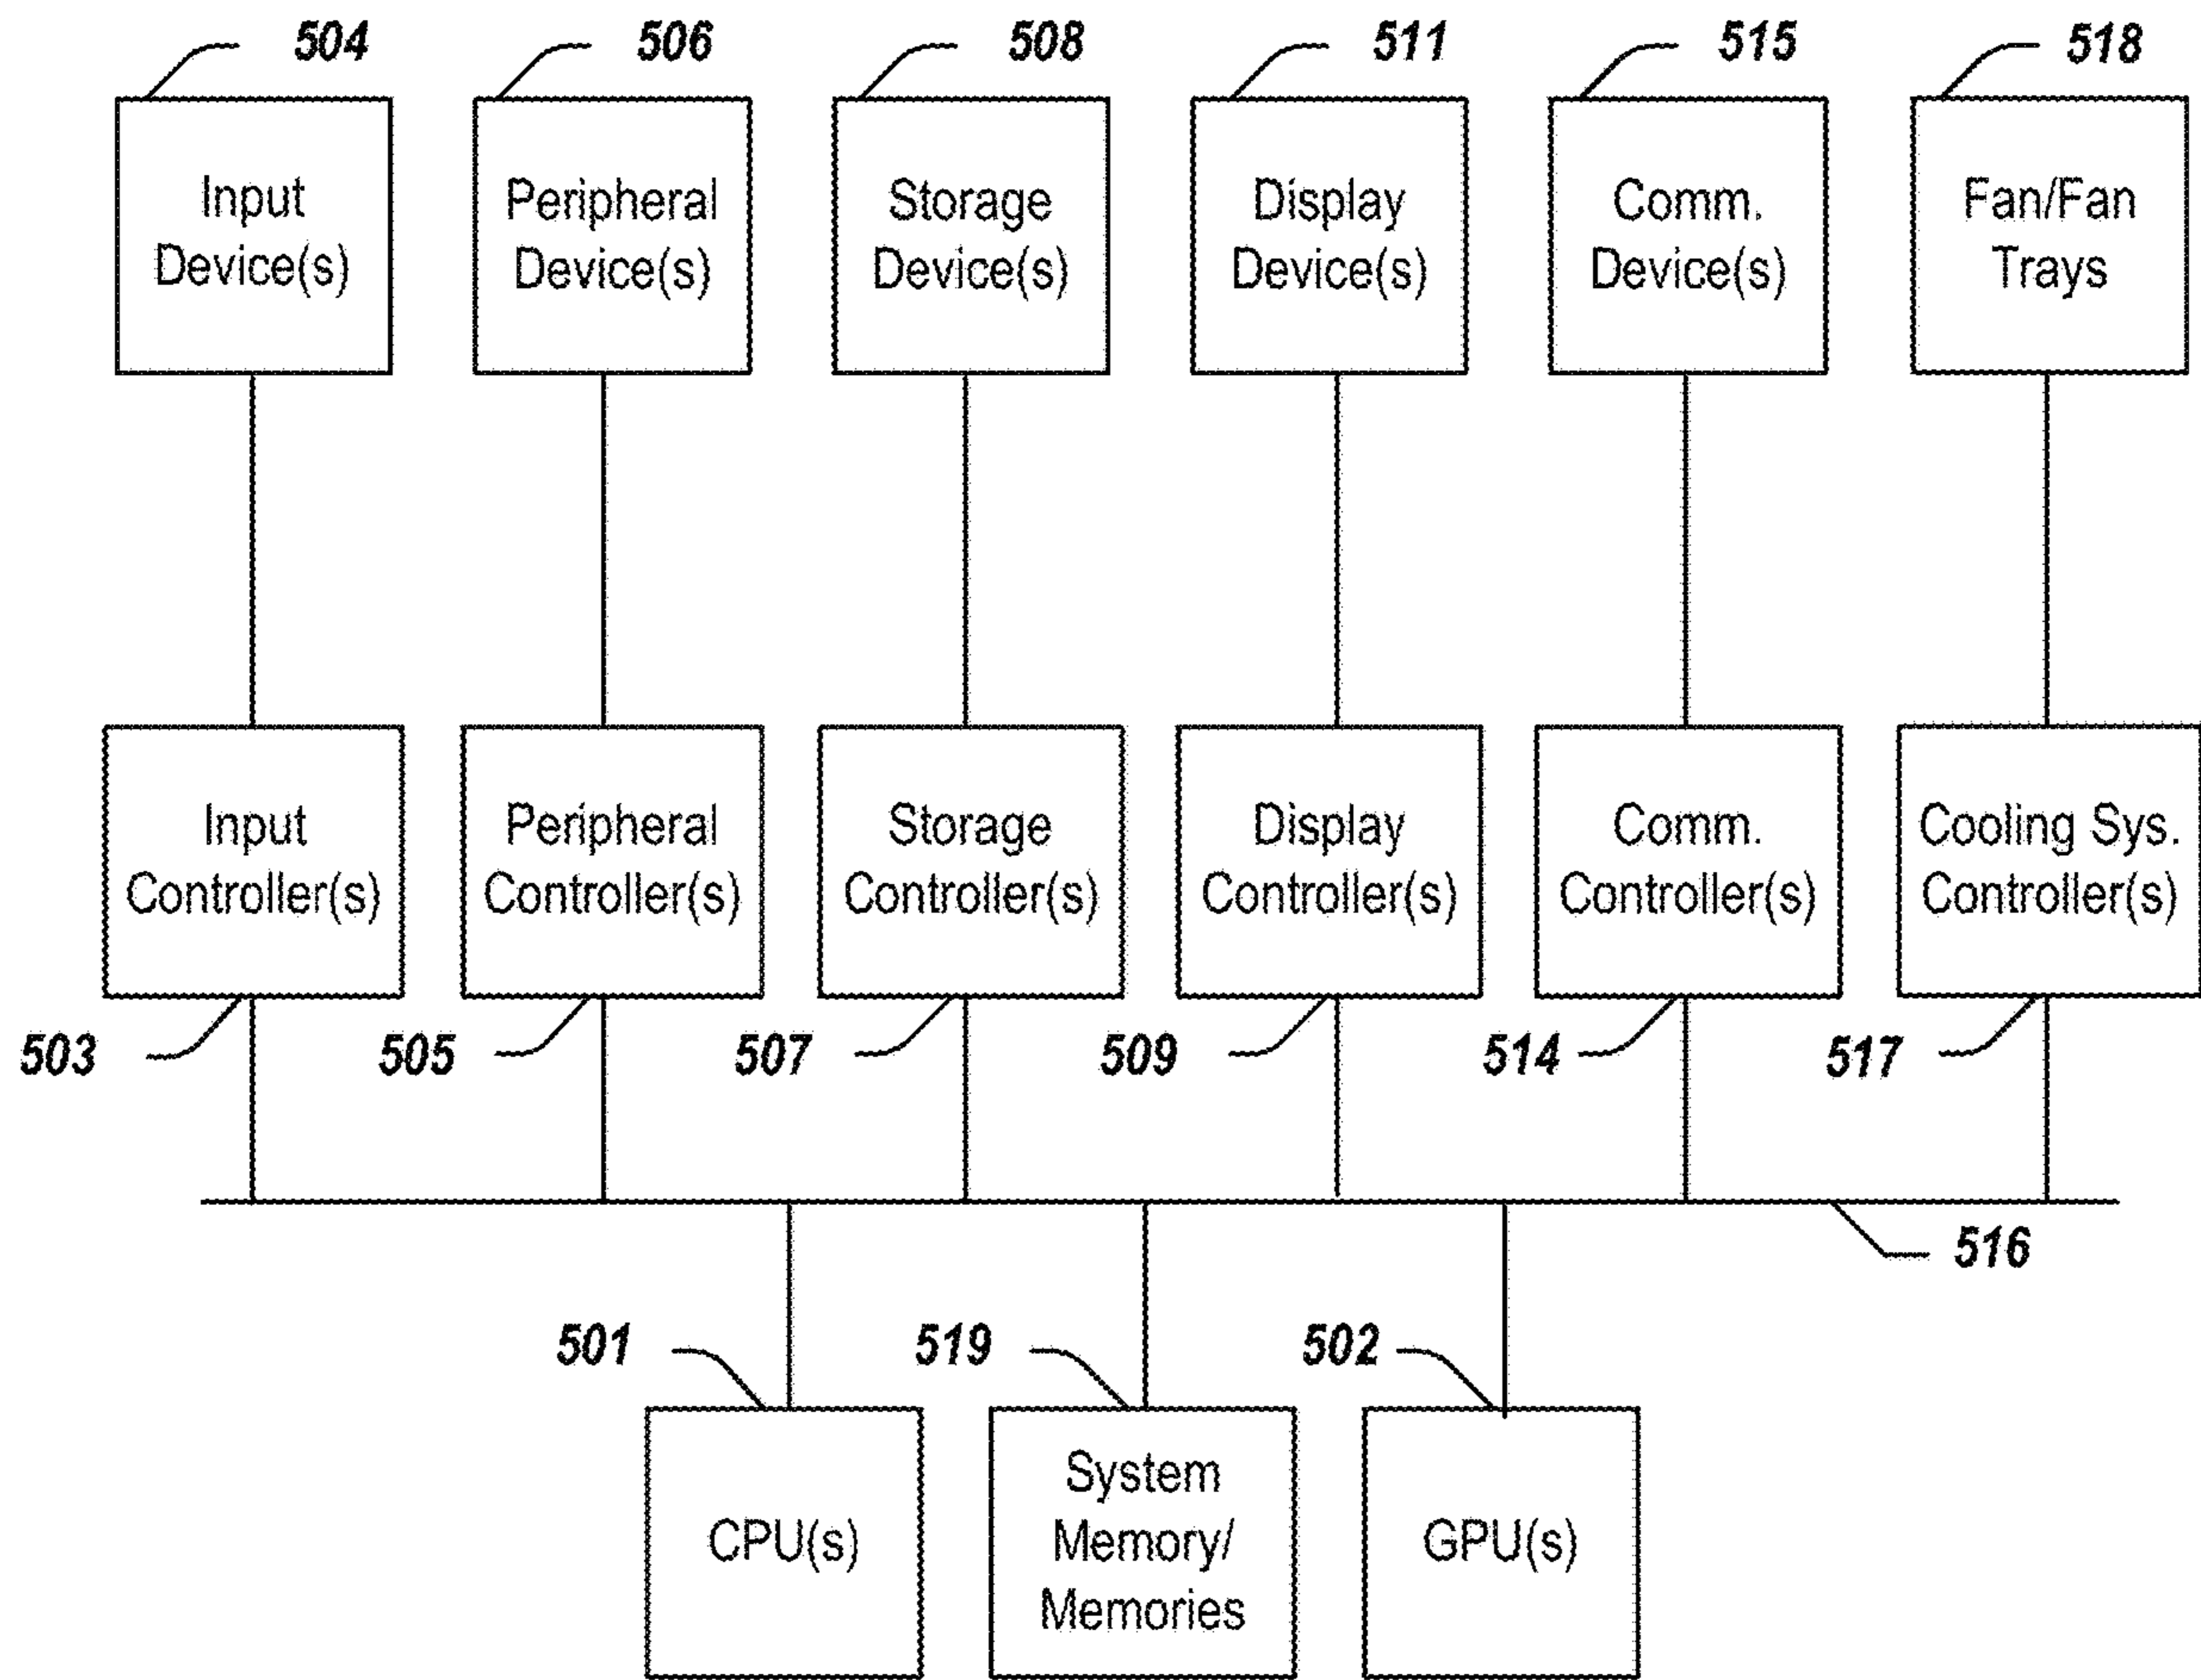 504 506 508 511 515 518
Input
Device(s)
Peripheral
Device(s)
Storage
Device(s)
Display
Device(s)
Comm.
Device(s)
Fan/Fan
Trays
Input
Controller(s)
Peripheral
Controller(s)
Storage
Controller(s)
Display
Controller(s)
Comm.
Controller(s)
Cooling Sys.
Controller(s)
503 505 507 509 514 517
516
501 519 502
CPU(s)
System
Memory/
Memories
GPU(s)